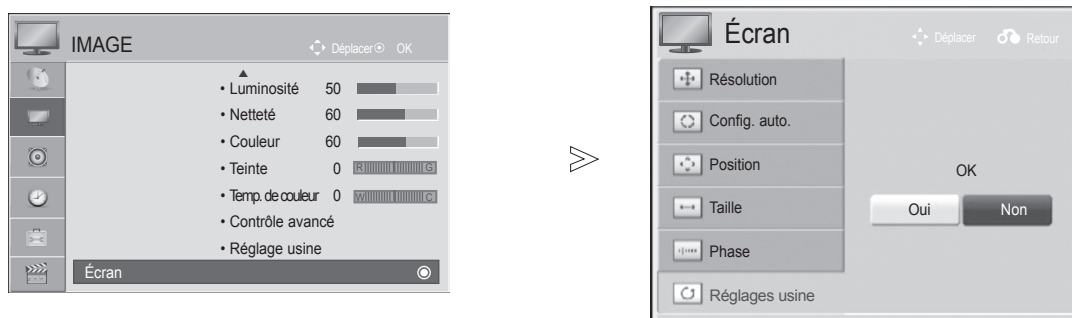 IMAGE
Déplacer OK
• Luminosité 50
• Netteté 60
• Couleur 60
• Teinte 0 R G
• Temp. de couleur 0 W C
• Contrôle avancé
• Réglage usine
Écran
Écran
Déplacer Retour
Résolution
Config. auto.
Position
Taille
Phase
Réglages usine
OK
Oui Non